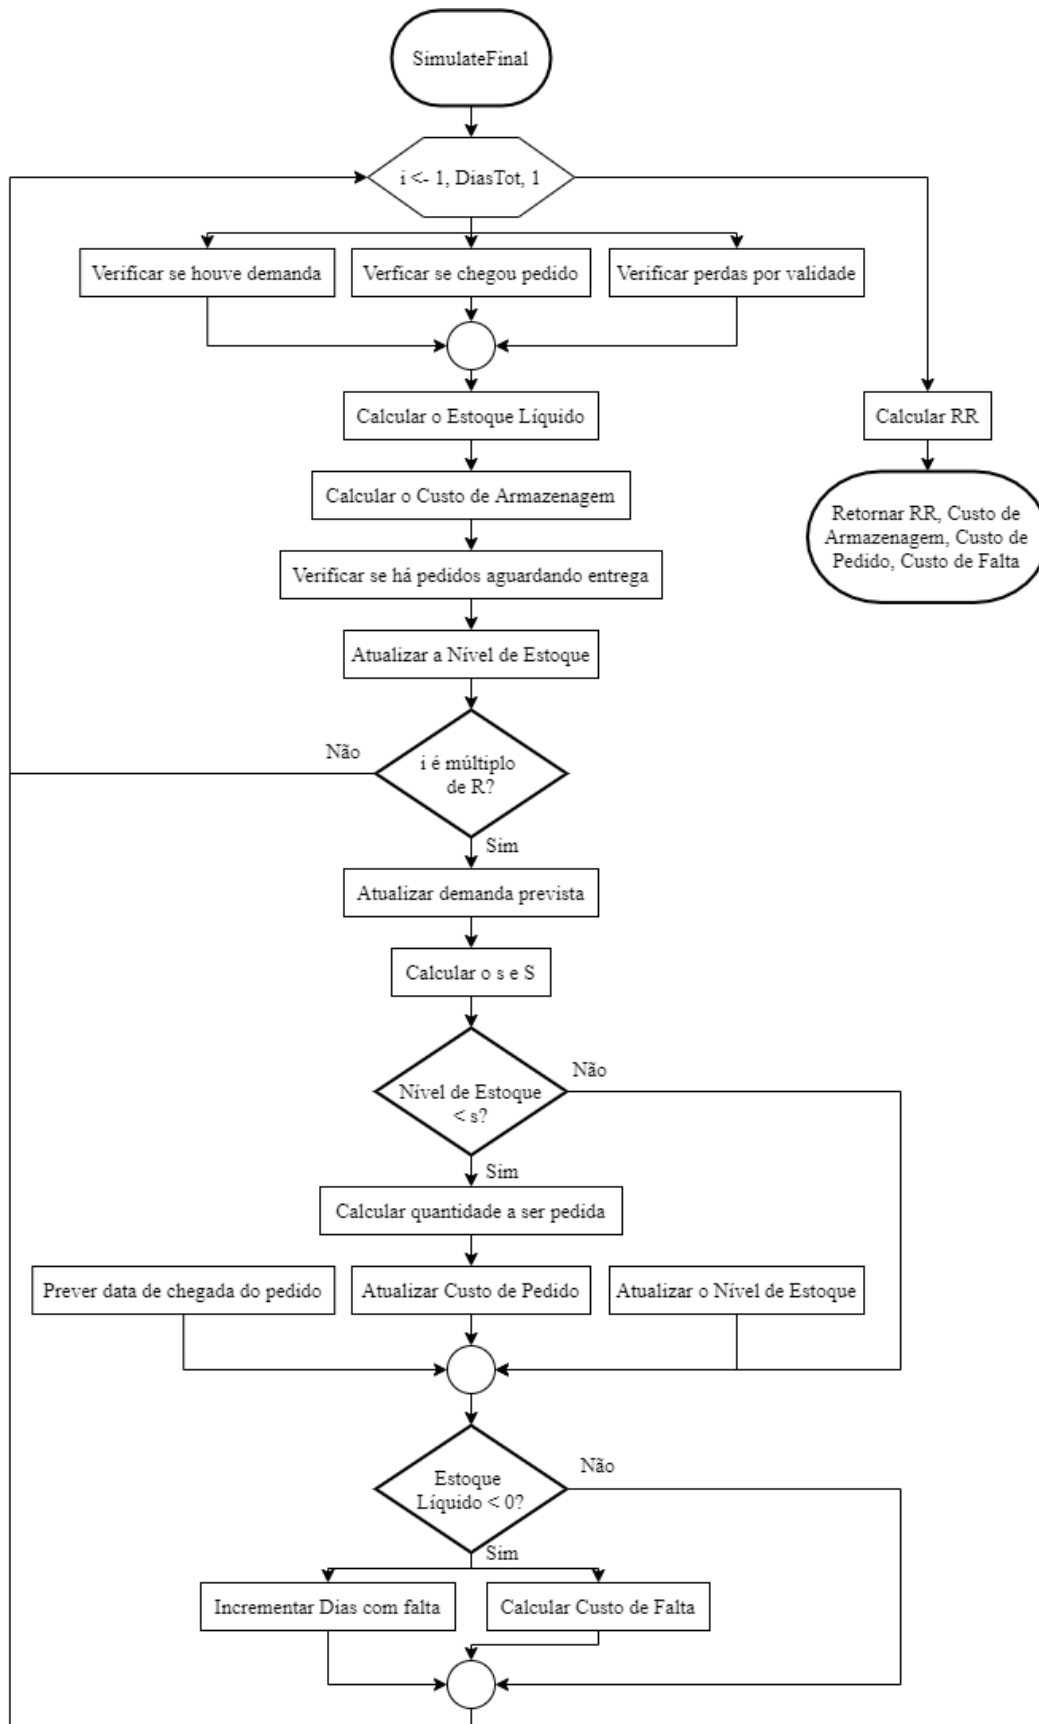 SimulateFinal
i <- 1, DiasTot, 1
Verificar se houve demanda
Verficar se chegou pedido
Verificar perdas por validade
Calcular o Estoque Líquido
Calcular RR
Calcular o Custo de Armazenagem
Retornar RR, Custo de
Armazenagem, Custo de
Pedido, Custo de Falta
Verificar se há pedidos aguardando entrega
Atualizar a Nível de Estoque
Não
i é múltiplo
de R?
Sim
Atualizar demanda prevista
Calcular o s e S
Não
Nível de Estoque
< s?
Sim
Calcular quantidade a ser pedida
Prever data de chegada do pedido
Atualizar Custo de Pedido
Atualizar o Nível de Estoque
Não
Estoque
Líquido < 0?
Sim
Incrementar Dias com falta
Calcular Custo de Falta